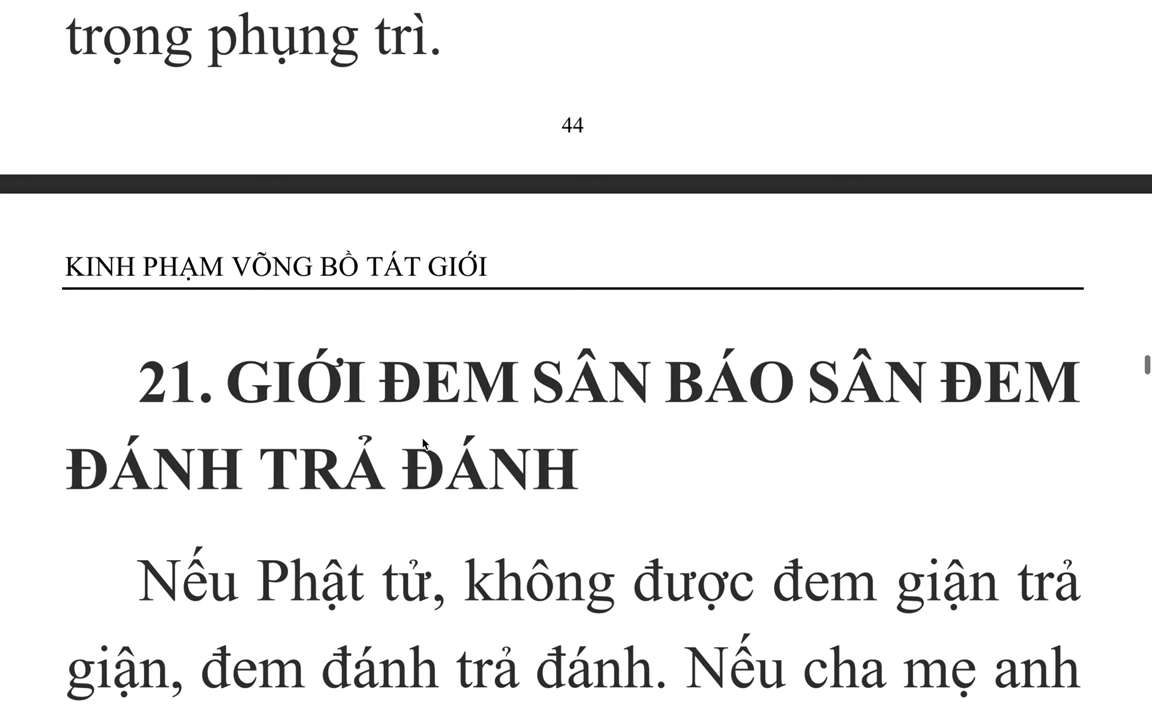 trọng phụng trì.
44
KINH PHẠM VÕNG BỒ TÁT GIỚI
21. GIỚI ĐEM SÂN BÁO SÂN ĐEM
ĐÁNH TRẢ ĐÁNH
Nếu Phật tử, không được đem giận trả
giận, đem đánh trả đánh. Nếu cha mẹ anh